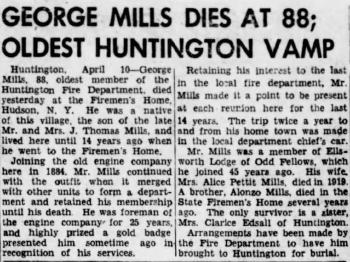 GEORGE MILLS DIES AT 88;
OLDEST HUNTINGTON VAMP
Huntington, April 10—George
Mills, 88, oldest member of the
Huntington Fire Department, died
yesterday at the Firemen's Home,
Hudson, N. Y. He was a native
of this village, the son of the late
Mr. and Mrs. J. Thomas Mills, and
lived here until 14 years ago when
he went to the Firemen's Home.
Joining the old engine company
here in 1884, Mr. Mills continued
with the outfit when it merged
with other units to form a depart-
ment and retained his membership
until his death. He was foreman of
the engine company for 25 years,
and highly prized a gold badge
presented him sometime ago in
recognition of his services.
Retaining his interest to the last
in the local fire department, Mr.
Mills made it a point to be present
at each reunion here for the last
14 years. The trip twice a year to
and from his home town was made
in the local department chief's car.
Mr. Mills was a member of Ells-
worth Lodge of Odd Fellows, which
he joined 45 years ago. His wife,
Mrs. Alice Pettit Mills, died in 1919.
A brother, Alonzo Mills, died in the
State Firemen's Home several years
ago. The only survivor is a sister,
Mrs. Clarice Edsall of Huntington.
Arrangements have been made by
the Fire Department to have him
brought to Huntington for burial.